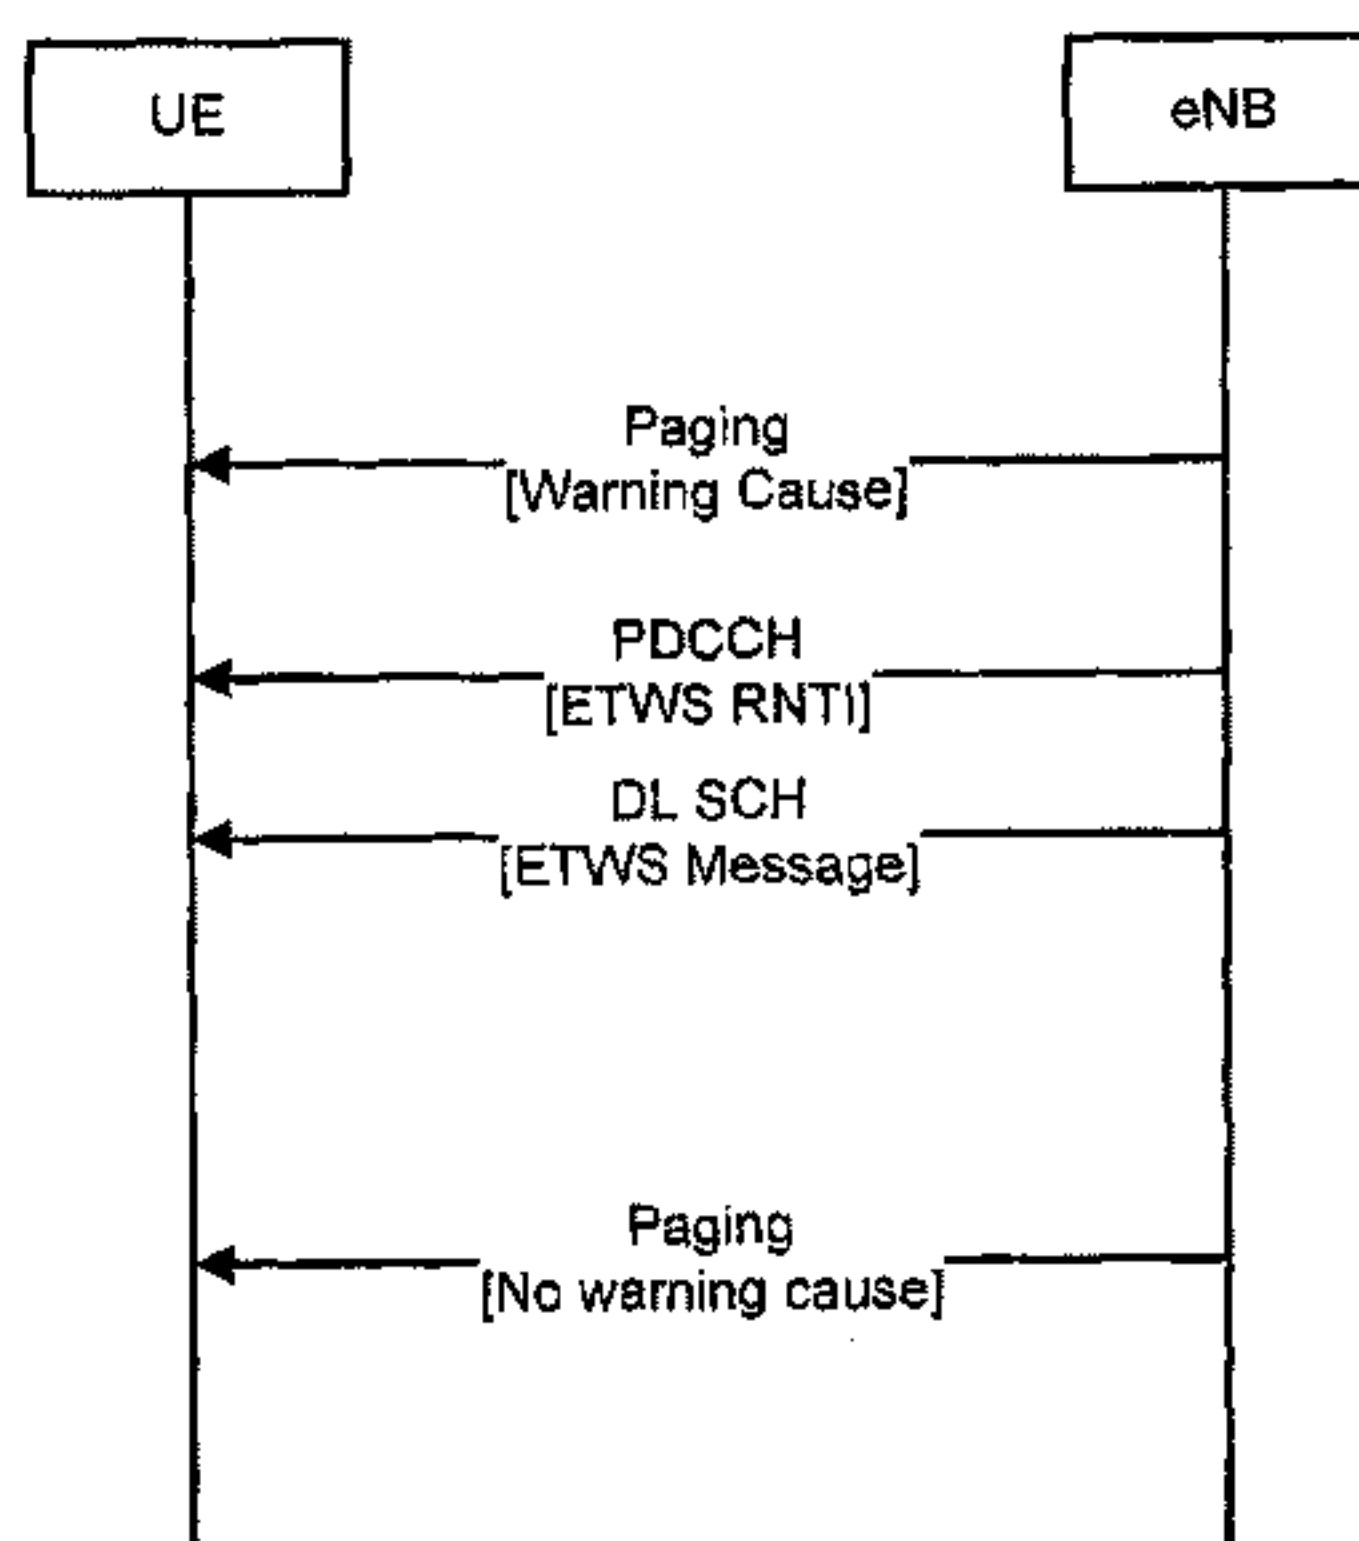 UE
eNB
Paging
[Warning Cause]
PDCCH
[ETWS RNTI]
DL SCH
[ETWS Message]
Paging
[No warning cause]